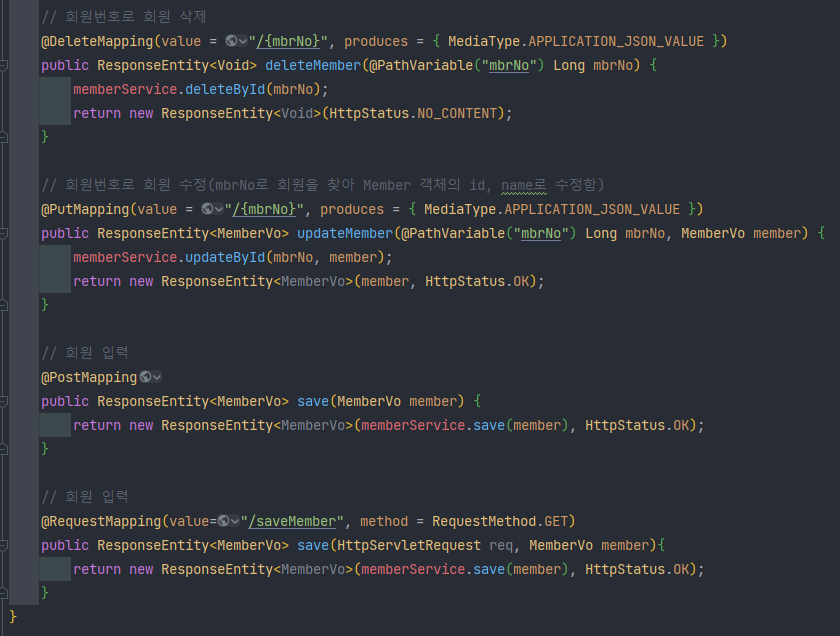 // 회원번호로 회원 삭제
@DeleteMapping(value = "/{mbrNo}", produces = { MediaType.APPLICATION_JSON_VALUE })
public ResponseEntity<Void> deleteMember(@PathVariable("mbrNo") Long mbrNo) {
memberService.deleteById(mbrNo);
return new ResponseEntity<Void>(HttpStatus.NO_CONTENT);
}
// 회원번호로 회원 수정(mbrNo로 회원을 찾아 Member 객체의 id, name로 수정함)
@PutMapping(value = "/{mbrNo}", produces = { MediaType.APPLICATION_JSON_VALUE })
public ResponseEntity<MemberVo> updateMember(@PathVariable("mbrNo") Long mbrNo, MemberVo member) {
memberService.updateById(mbrNo, member);
return new ResponseEntity<MemberVo>(member, HttpStatus.OK);
}
// 회원 입력
@PostMapping
public ResponseEntity<MemberVo> save(MemberVo member) {
return new ResponseEntity<MemberVo>(memberService.save(member), HttpStatus.OK);
}
// 회원 입력
@RequestMapping(value="/saveMember", method = RequestMethod.GET)
public ResponseEntity<MemberVo> save(HttpServletRequest req, MemberVo member){
return new ResponseEntity<MemberVo>(memberService.save(member), HttpStatus.OK);
}
}